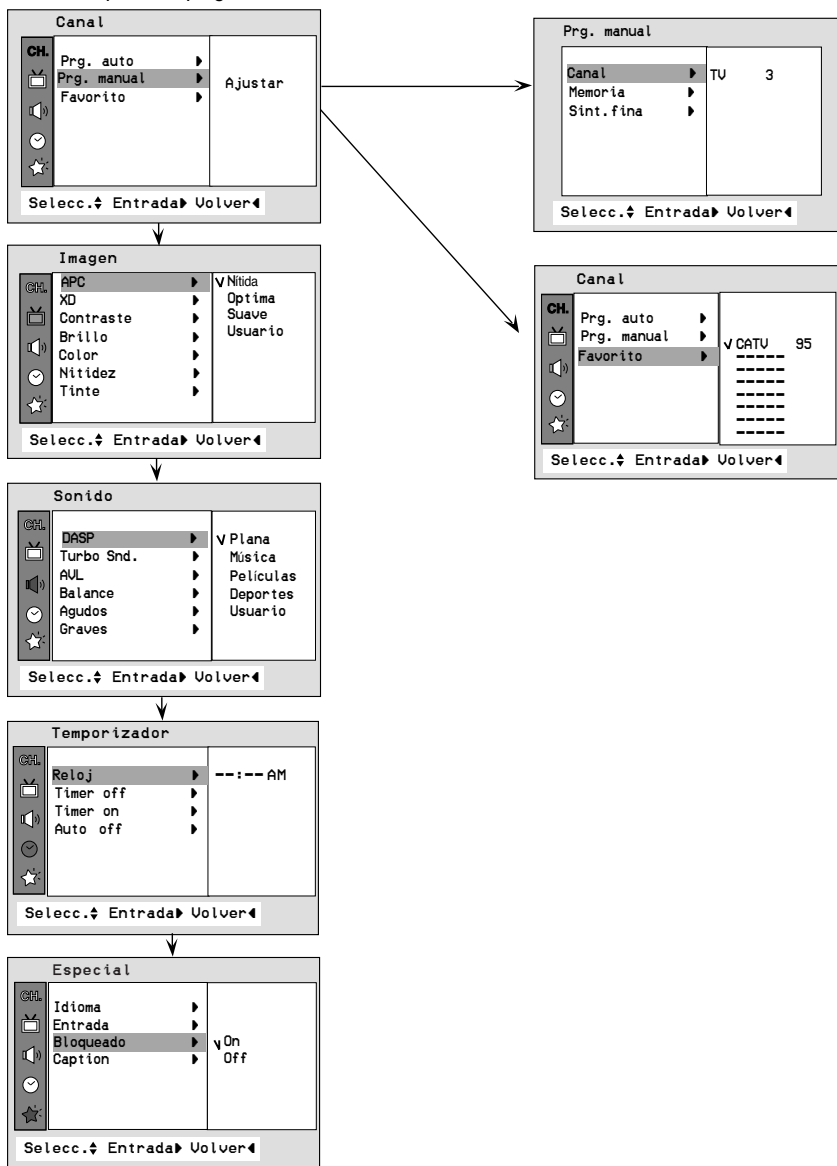 Canal
CH.
Prg. auto
Prg. manual
Favorito
Ajustar
Selecc. Entrada Volver
Prg. manual
Canal
Memoria
Sint.fina
TV 3
Selecc. Entrada Volver
Imagen
CH.
APC
XD
Contraste
Brillo
Color
Nitidez
Tinte
√ Nítida
Optima
Suave
Usuario
Selecc. Entrada Volver
Canal
CH.
Prg. auto
Prg. manual
Favorito
√ CATV 95
-----
-----
-----
-----
-----
-----
-----
Selecc. Entrada Volver
Sonido
CH.
DASP
Turbo Snd.
AVL
Balance
Agudos
Graves
√ Plana
Música
Películas
Deportes
Usuario
Selecc. Entrada Volver
Temporizador
CH.
Reloj
Timer off
Timer on
Auto off
--:-- AM
Selecc. Entrada Volver
Especial
CH.
Idioma
Entrada
Bloqueado
Caption
√ On
Off
Selecc. Entrada Volver